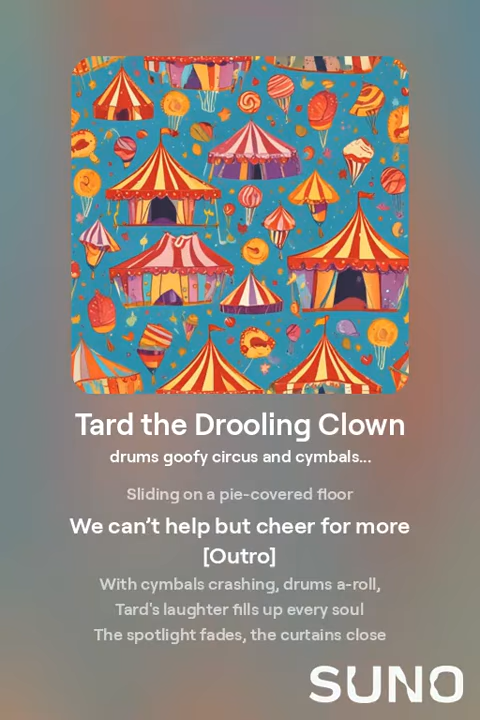 Tard the Drooling Clown
drums goofy circus and cymbals...
Sliding on a pie-covered floor
We can't help but cheer for more
[Outro]
With cymbals crashing, drums a-roll,
Tard's laughter fills up every soul
The spotlight fades, the curtains close
SUNO